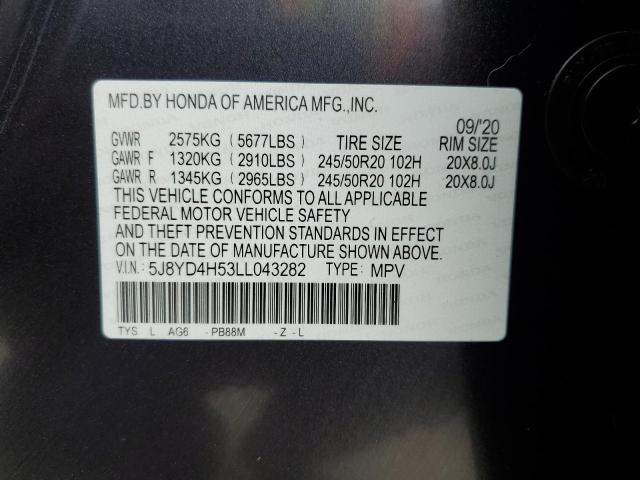 MFD.BY HONDA OF AMERICA MFG.,INC.
09/'20
GVWR 2575KG (5677LBS) TIRE SIZE RIM SIZE
GAWR F 1320KG (2910LBS) 245/50R20 102H 20X8.0J
GAWR R 1345KG (2965LBS) 245/50R20 102H 20X8.0J
THIS VEHICLE CONFORMS TO ALL APPLICABLE
FEDERAL MOTOR VEHICLE SAFETY
AND THEFT PREVENTION STANDARDS IN EFFECT
ON THE DATE OF MANUFACTURE SHOWN ABOVE.
V.I.N: 5J8YD4H53LL043282 TYPE: MPV
TYS L AG6 -PB88M -Z-L